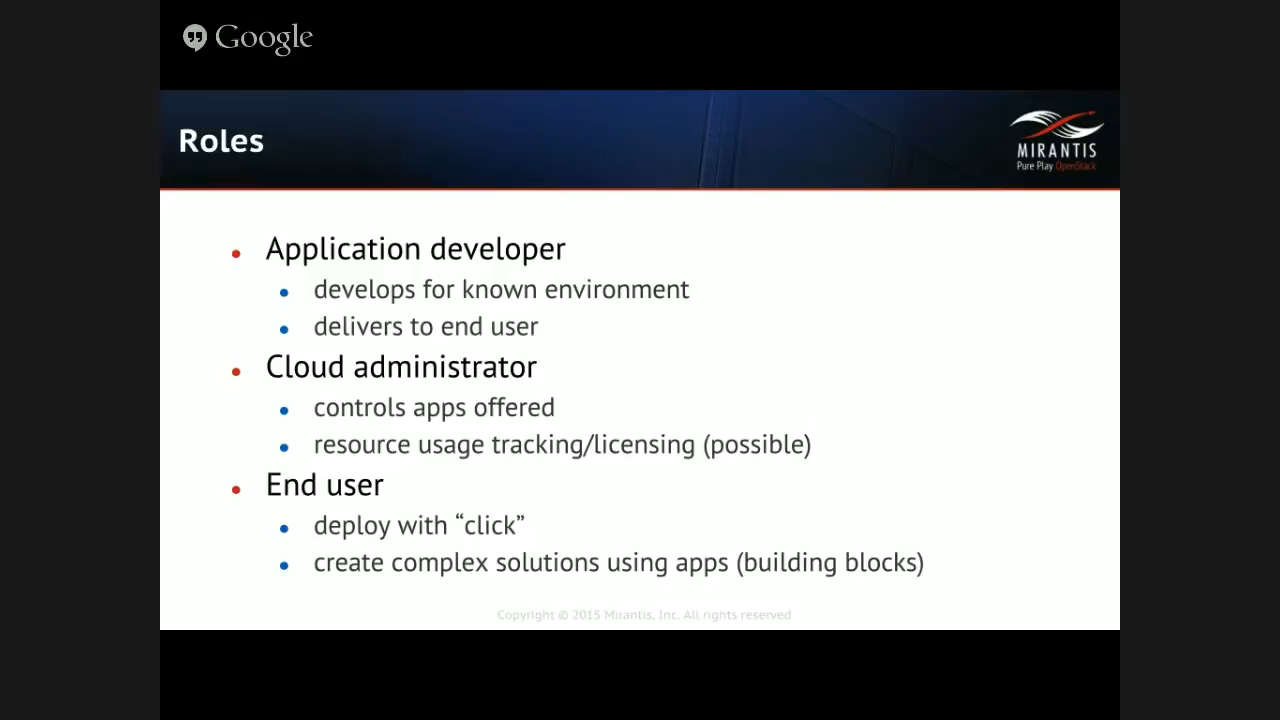 Google
Roles
MIRANTIS
Pure Play OpenStack
Application developer
develops for known environment
delivers to end user
Cloud administrator
controls apps offered
resource usage tracking/licensing (possible)
End user
deploy with “click”
create complex solutions using apps (building blocks)
Copyright © 2015 Mirantis, Inc. All rights reserved